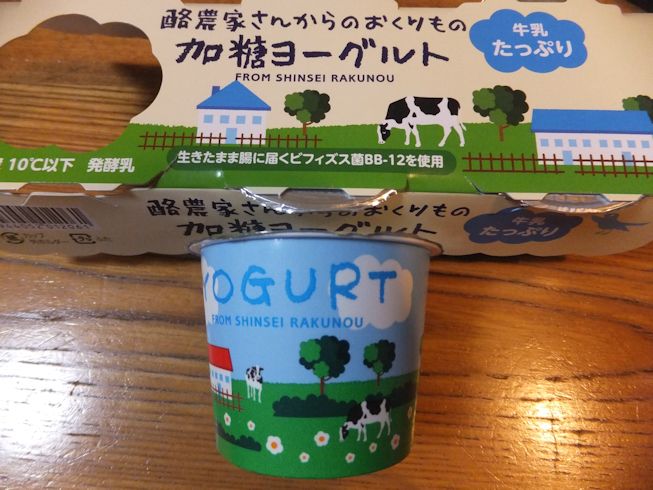 酪農家さんからのおくりもの
加糖ヨーグルト
FROM SHINSEI RAKUNOU
牛乳
たっぷり
10℃以下 発酵乳
生きたまま腸に届くビフィズス菌BB-12を使用
酪農家さんからのおくりもの
加糖ヨーグルト
牛乳
たっぷり
YOGURT
FROM SHINSEI RAKUNOU